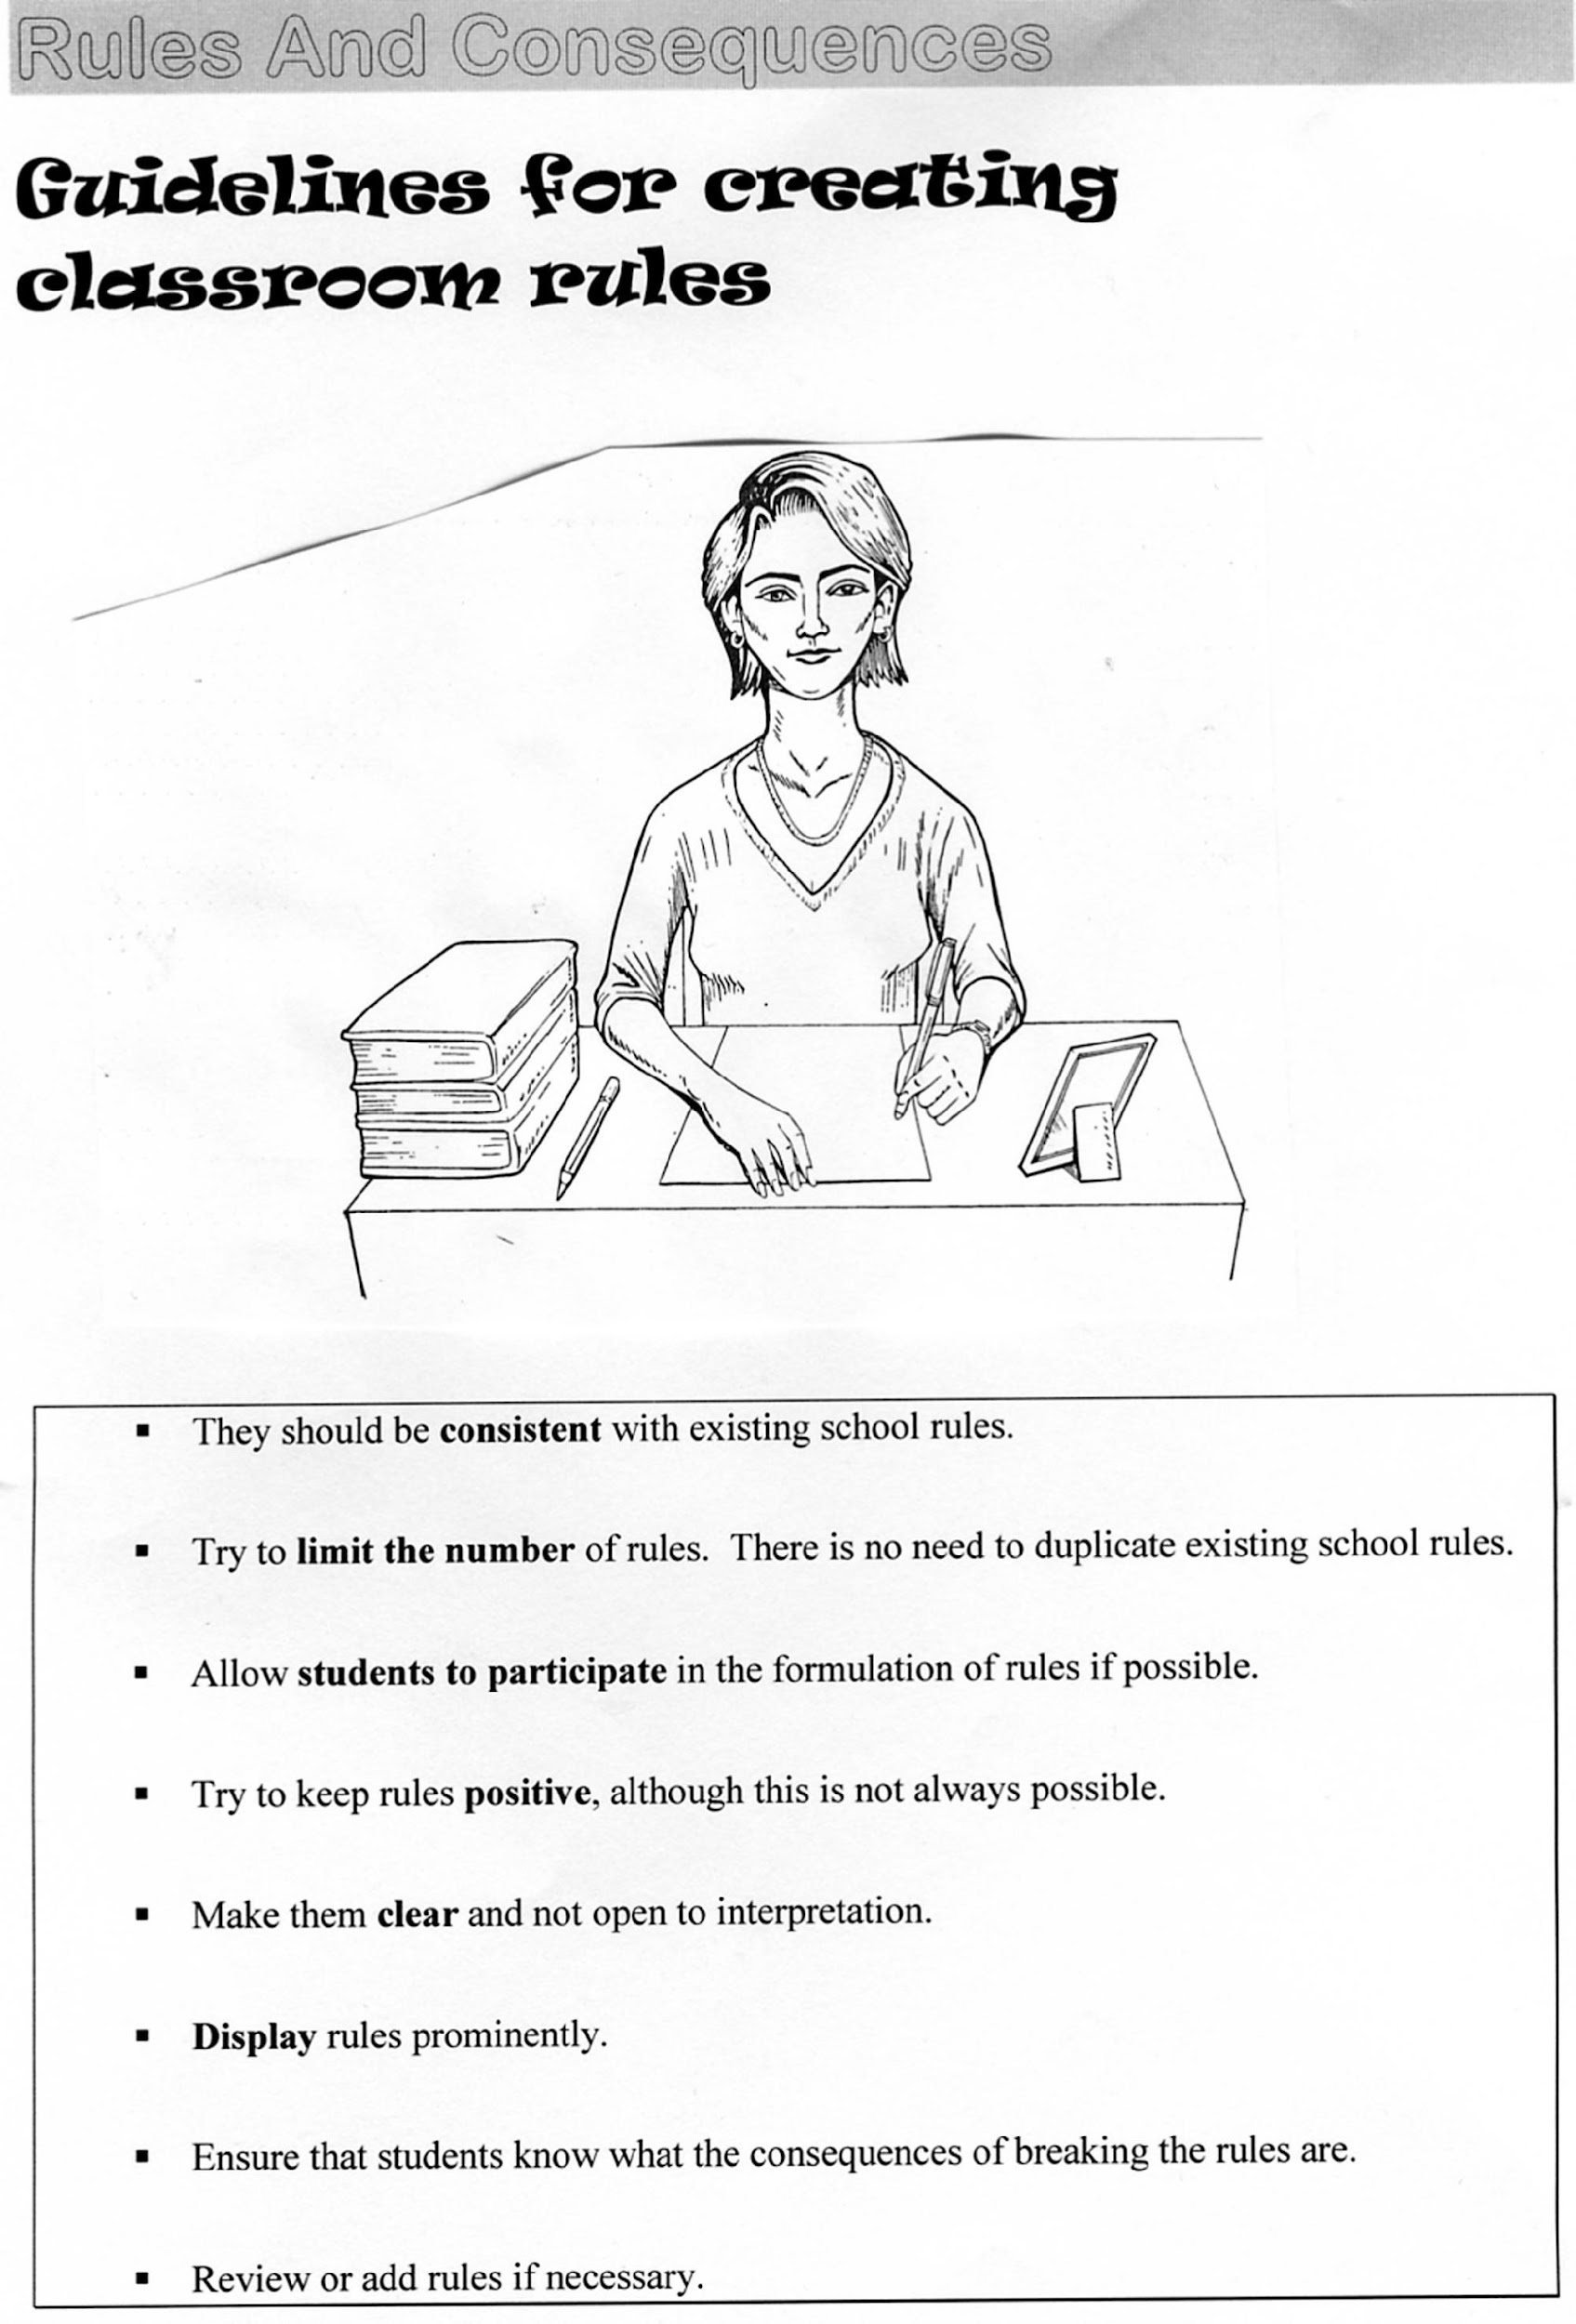 Rules And Consequences
Guidelines for creating
classroom rules
▪ They should be consistent with existing school rules.
▪ Try to limit the number of rules.  There is no need to duplicate existing school rules.
▪ Allow students to participate in the formulation of rules if possible.
▪ Try to keep rules positive, although this is not always possible.
▪ Make them clear and not open to interpretation.
▪ Display rules prominently.
▪ Ensure that students know what the consequences of breaking the rules are.
▪ Review or add rules if necessary.